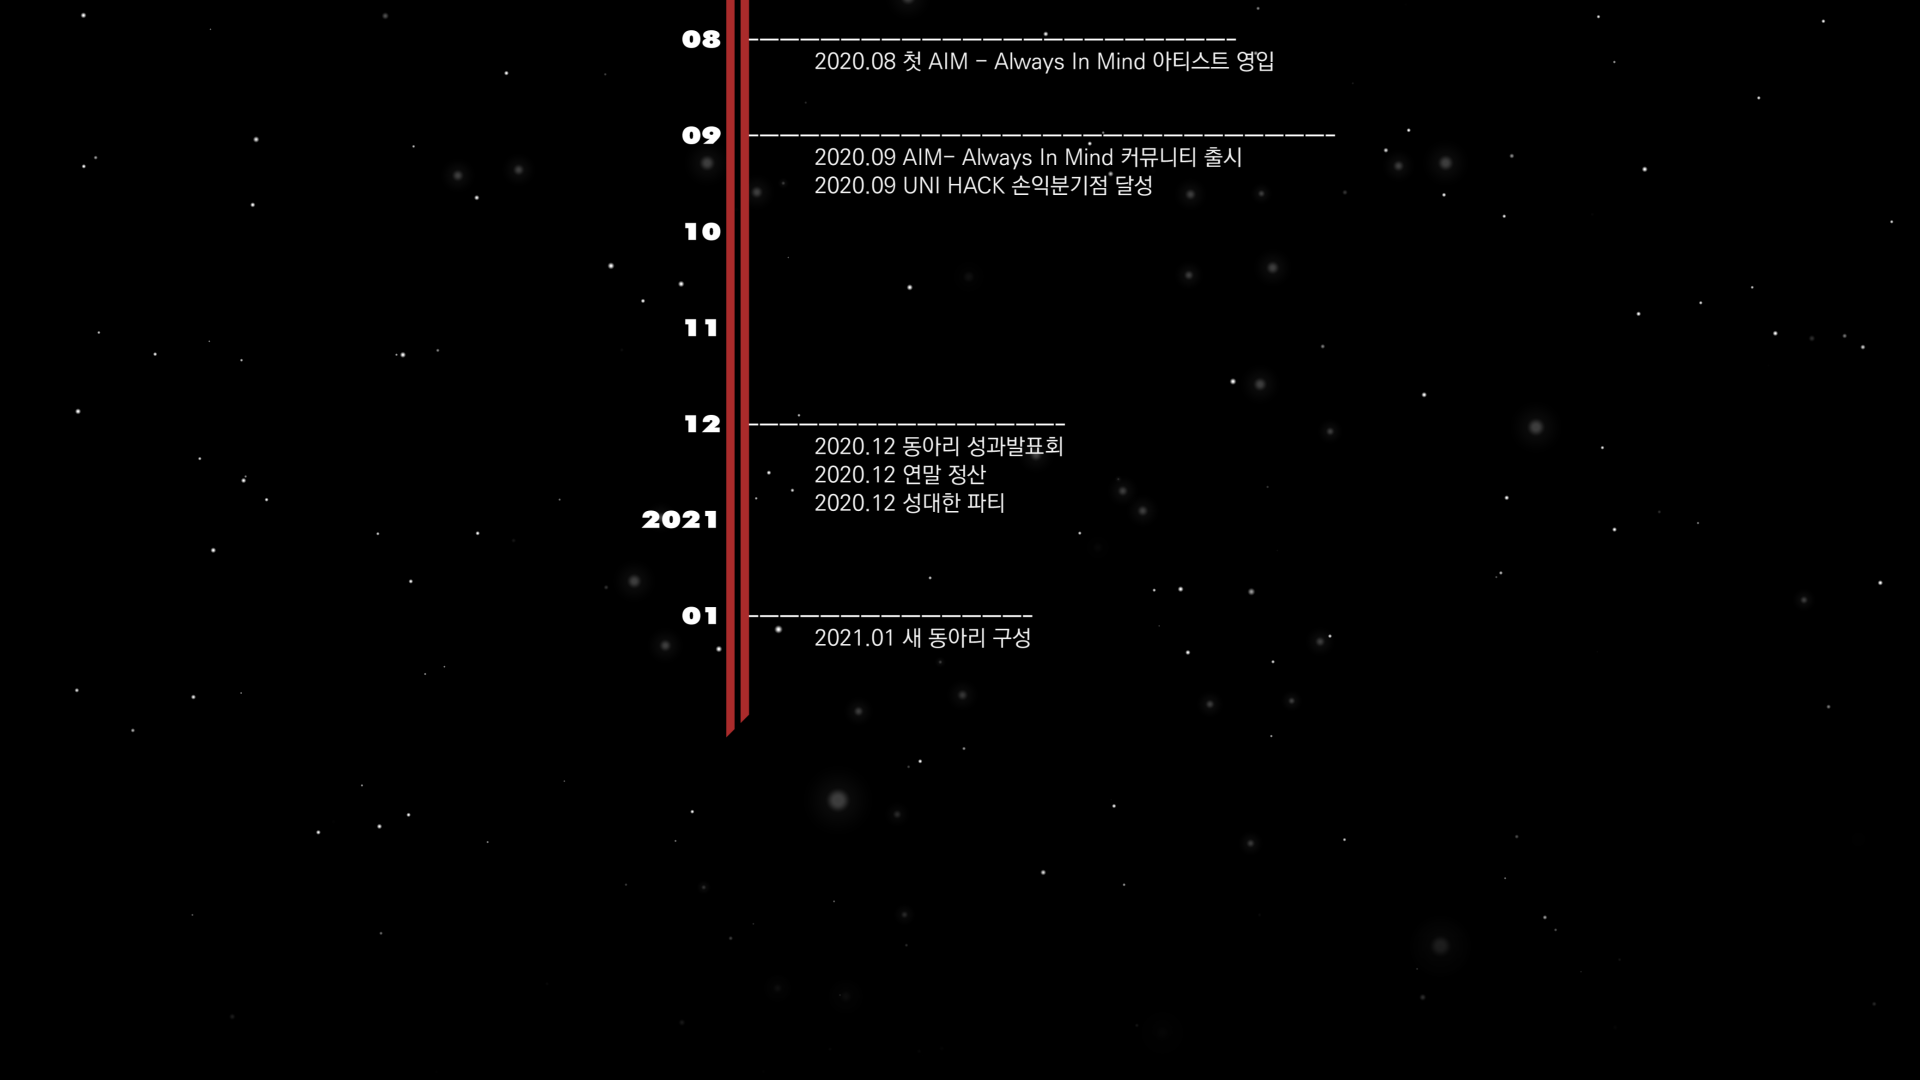 08
2020.08 첫 AIM - Always In Mind 아티스트 영입
09
2020.09 AIM- Always In Mind 커뮤니티 출시
2020.09 UNI HACK 손익분기점 달성
10
11
12
2020.12 동아리 성과발표회
2020.12 연말 정산
2020.12 성대한 파티
2021
01
2021.01 새 동아리 구성